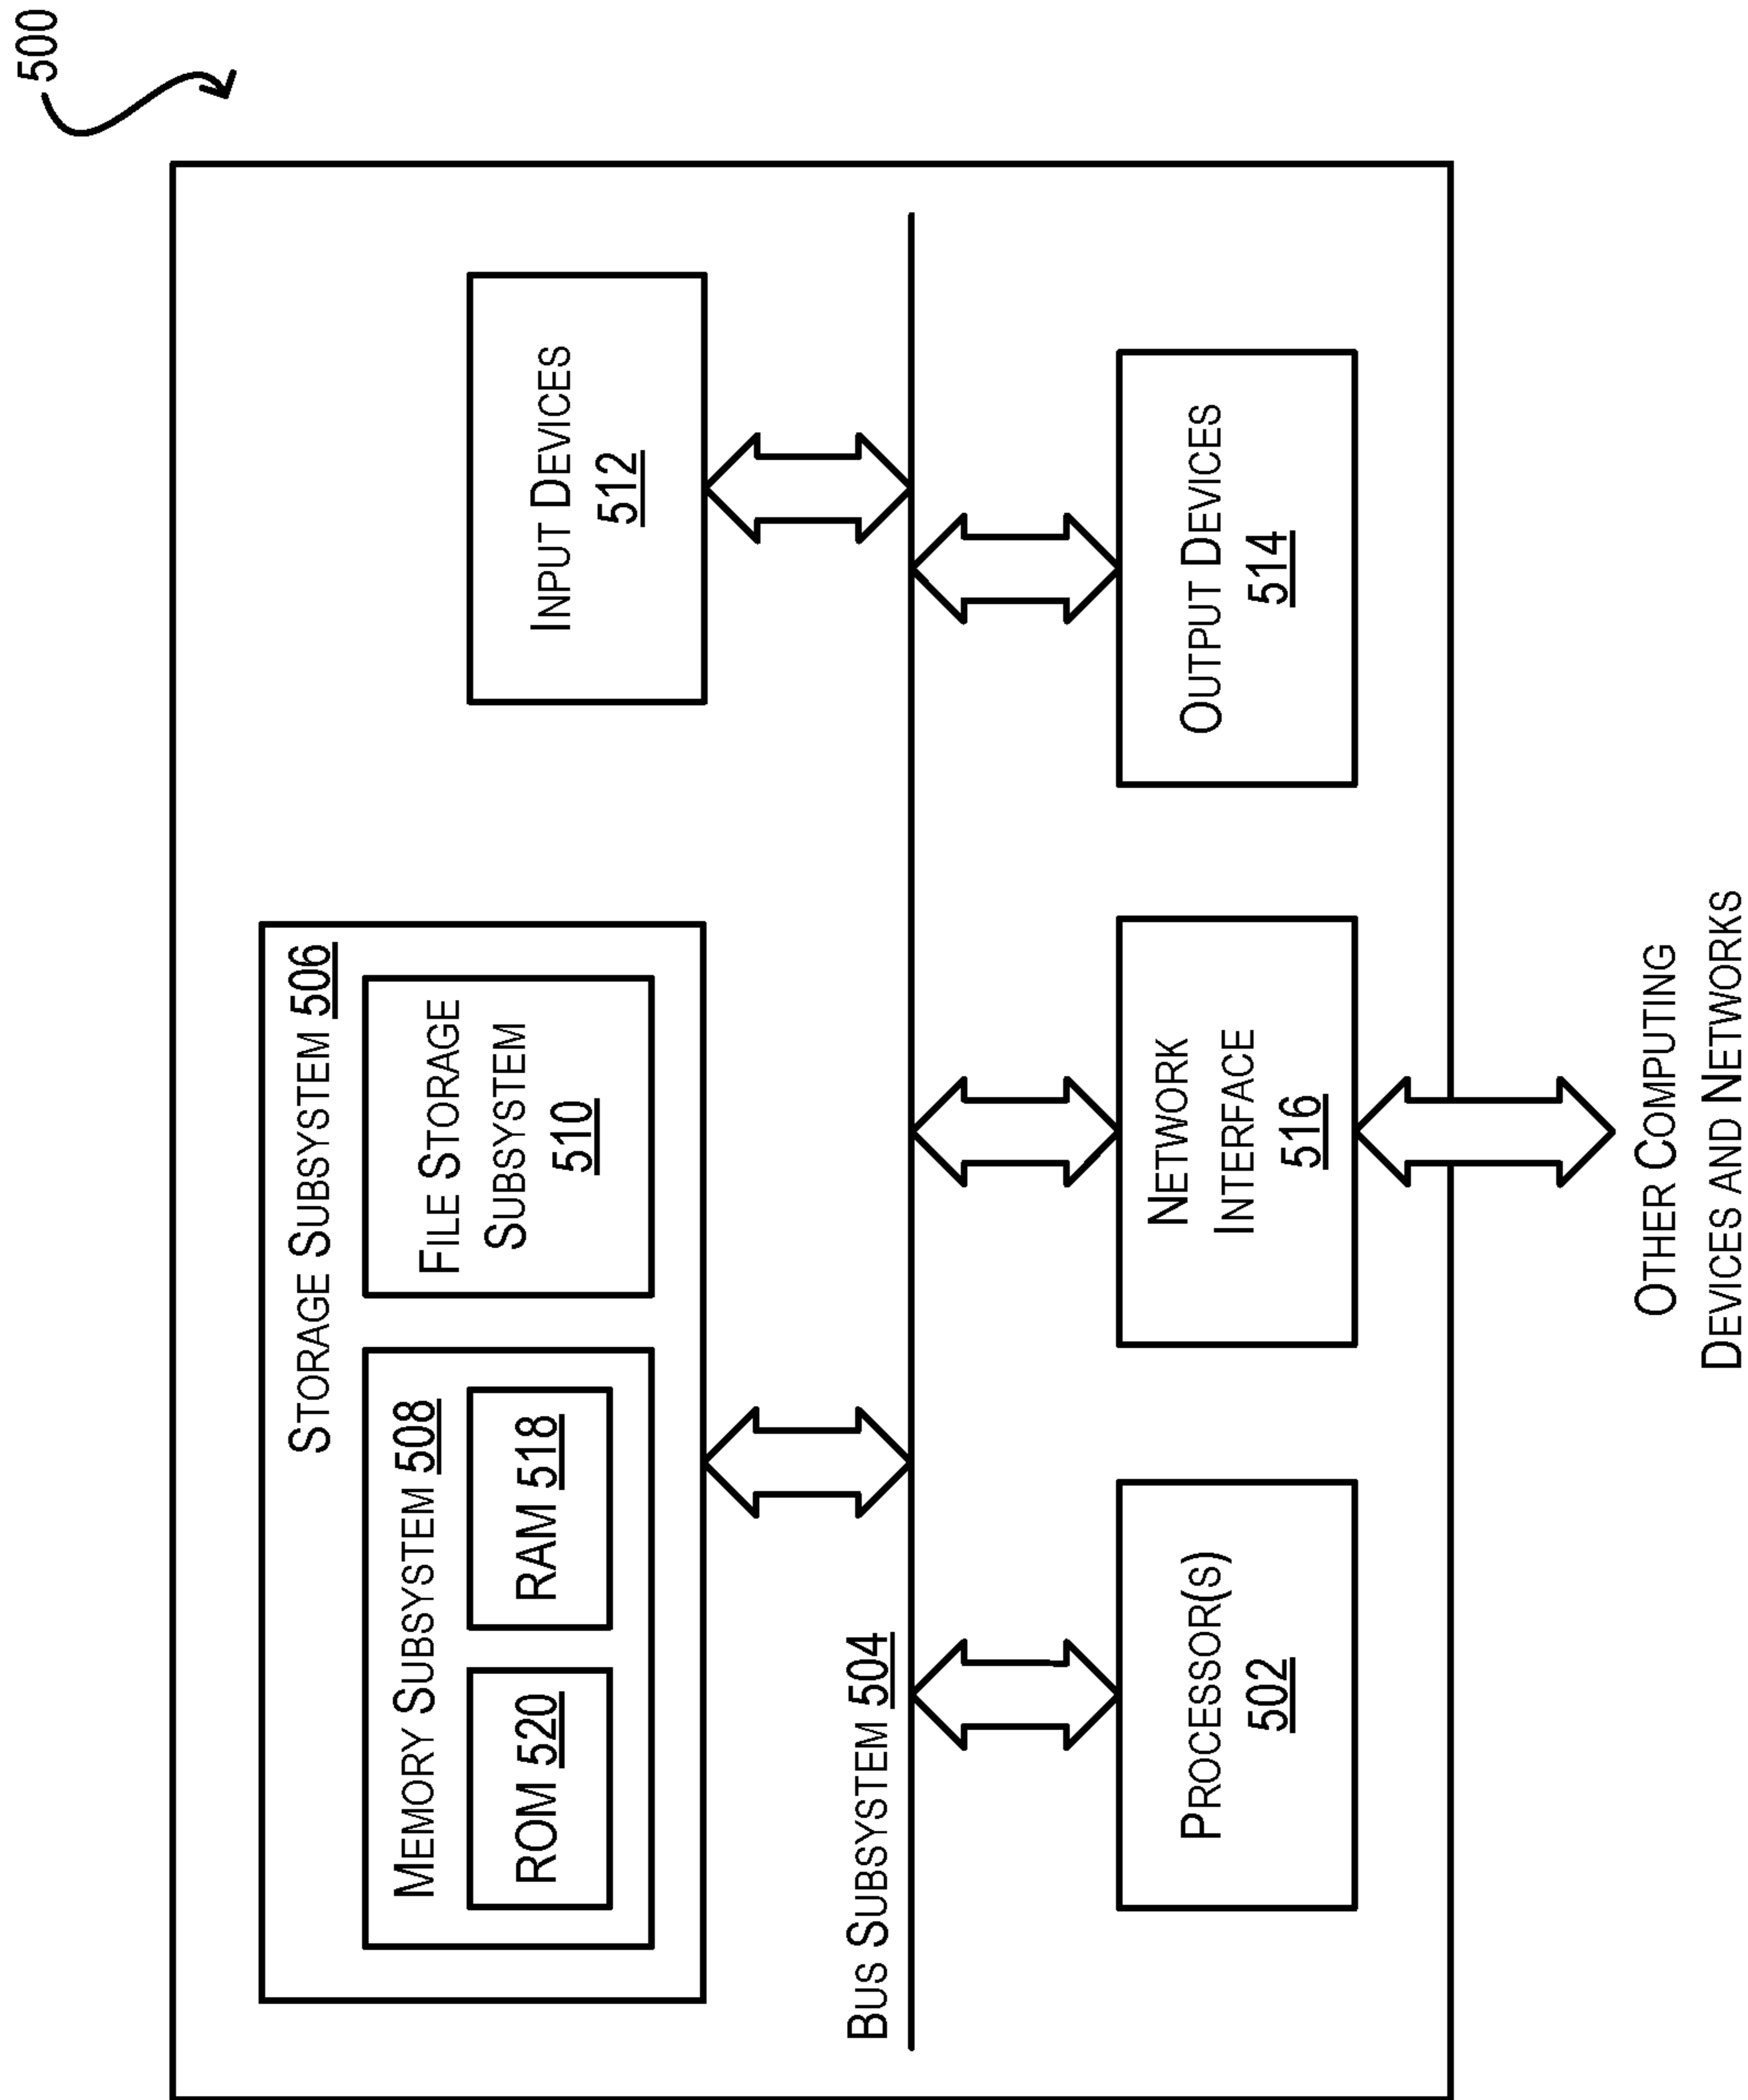 500
STORAGE SUBSYSTEM 506
MEMORY SUBSYSTEM 508
ROM 520
RAM 518
FILE STORAGE
SUBSYSTEM
510
INPUT DEVICES
512
BUS SUBSYSTEM 504
PROCESSOR(S)
502
NETWORK
INTERFACE
516
OUTPUT DEVICES
514
OTHER COMPUTING
DEVICES AND NETWORKS